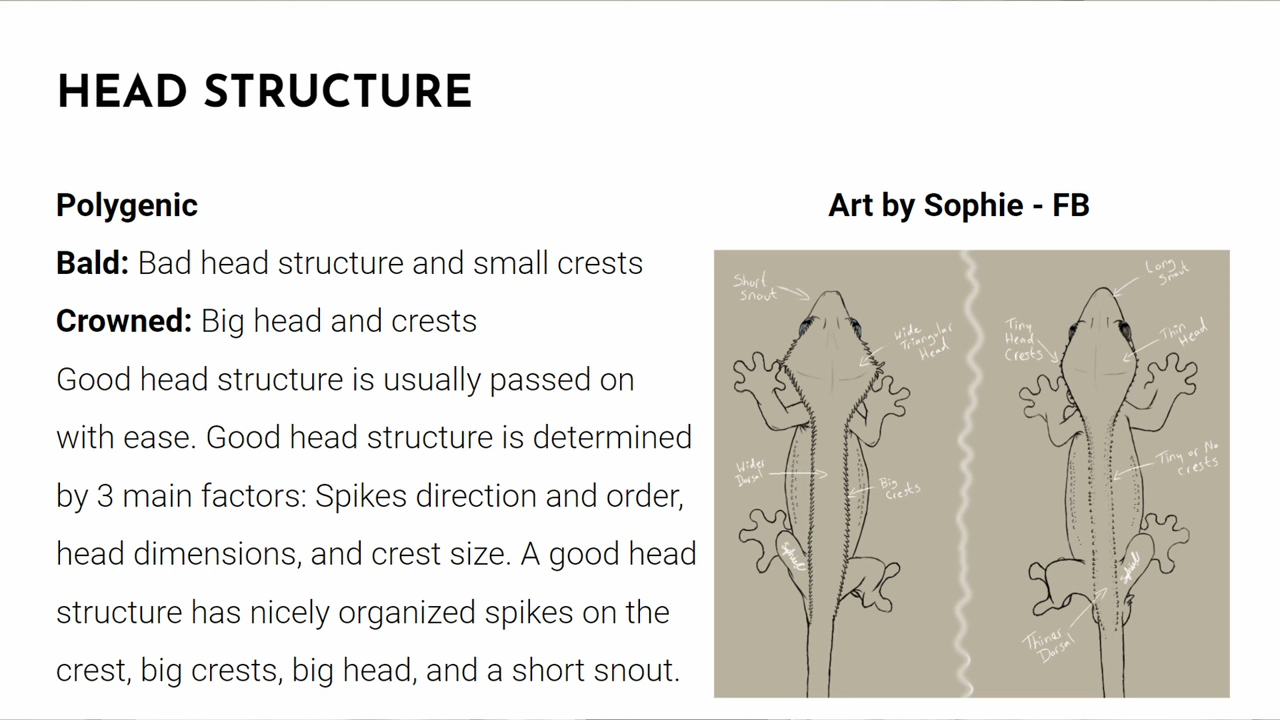 HEAD STRUCTURE
Polygenic
Bald: Bad head structure and small crests
Crowned: Big head and crests
Good head structure is usually passed on
with ease. Good head structure is determined
by 3 main factors: Spikes direction and order,
head dimensions, and crest size. A good head
structure has nicely organized spikes on the
crest, big crests, big head, and a short snout.
Art by Sophie - FB
Short
Snout
Wide
Triangular
Head
Wider
Dorsal
Big
Crests
Long
Snout
Tiny
Head
Crests
Thin
Head
Tiny or No
crests
Thiner
Dorsal